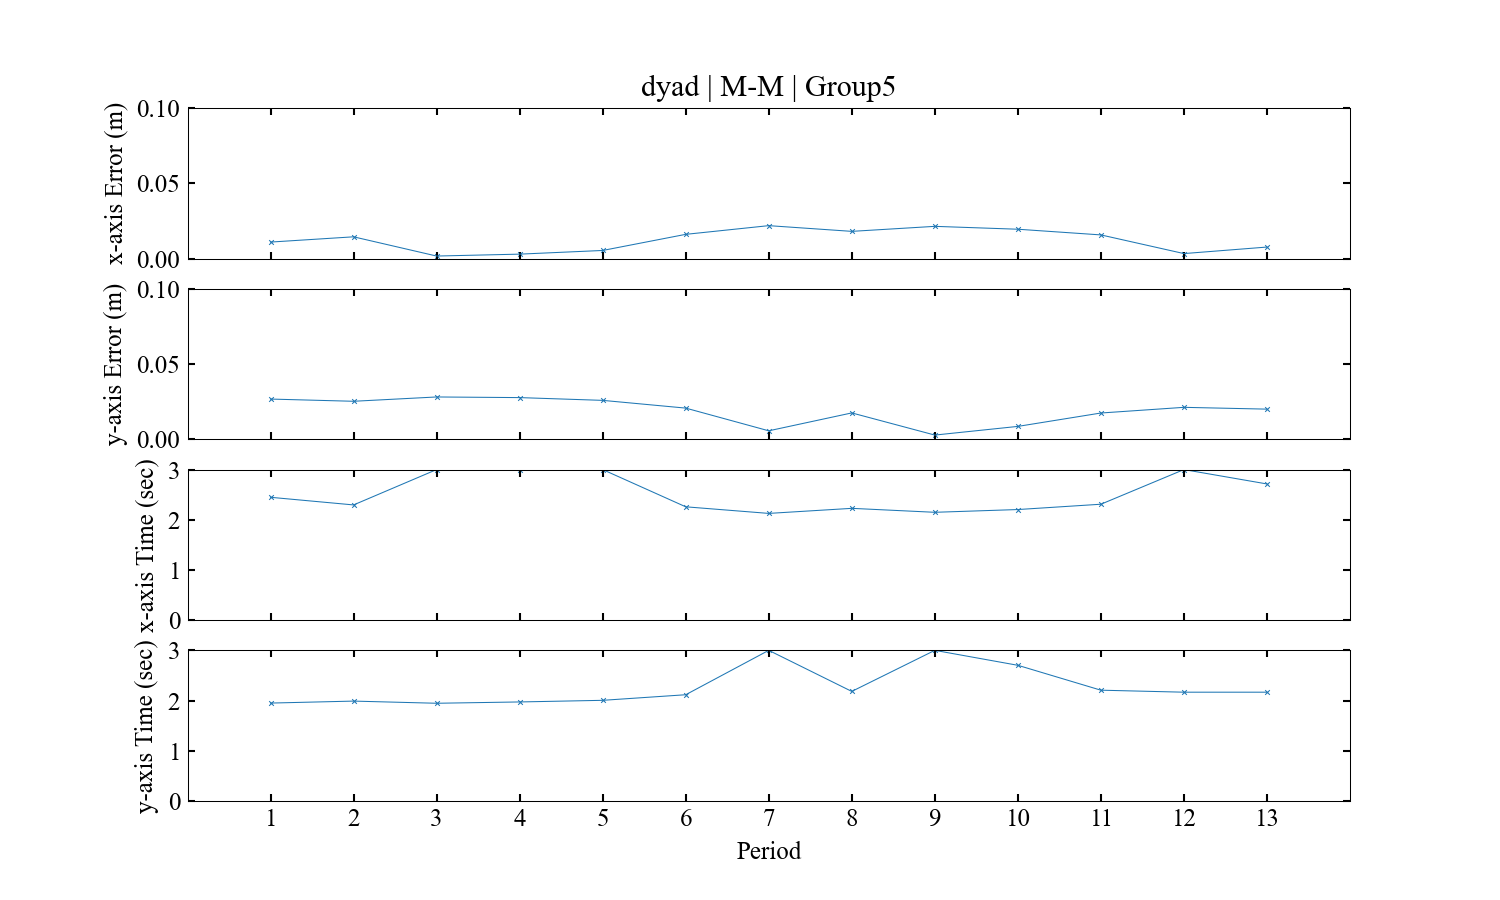 dyad | M-M | Group5
x-axis Error (m)
0.10
0.05
0.00
y-axis Error (m)
0.10
0.05
0.00
x-axis Time (sec)
3
2
1
0
y-axis Time (sec)
3
2
1
0
1 2 3 4 5 6 7 8 9 10 11 12 13
Period